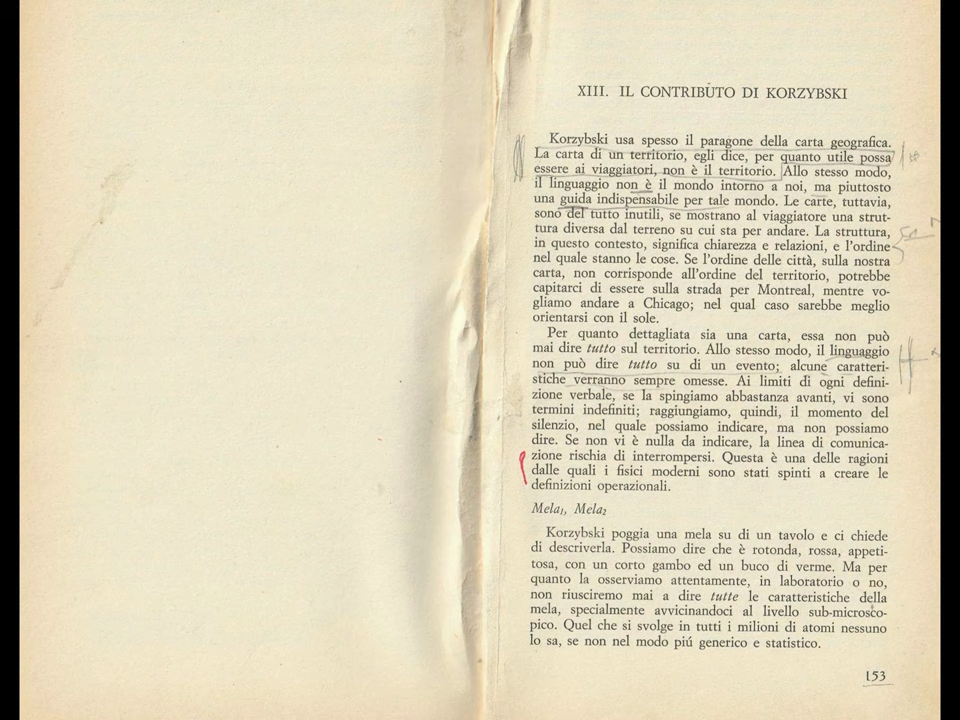 XIII. IL CONTRIBUTO DI KORZYBSKI
Korzybski usa spesso il paragone della carta geografica.
La carta di un territorio, egli dice, per quanto utile possa
essere ai viaggiatori, non è il territorio. Allo stesso modo,
il linguaggio non è il mondo intorno a noi, ma piuttosto
una guida indispensabile per tale mondo. Le carte, tuttavia,
sono del tutto inutili, se mostrano al viaggiatore una strut-
tura diversa dal terreno su cui sta per andare. La struttura,
in questo contesto, significa chiarezza e relazioni, e l'ordine
nel quale stanno le cose. Se l'ordine delle città, sulla nostra
carta, non corrisponde all'ordine del territorio, potrebbe
capitarci di essere sulla strada per Montreal, mentre vo-
gliamo andare a Chicago; nel qual caso sarebbe meglio
orientarsi con il sole.
Per quanto dettagliata sia una carta, essa non può
mai dire tutto sul territorio. Allo stesso modo, il linguaggio
non può dire tutto su di un evento; alcune caratteri-
stiche verranno sempre omesse. Ai limiti di ogni defini-
zione verbale, se la spingiamo abbastanza avanti, vi sono
termini indefiniti; raggiungiamo, quindi, il momento del
silenzio, nel quale possiamo indicare, ma non possiamo
dire. Se non vi è nulla da indicare, la linea di comunica-
zione rischia di interrompersi. Questa è una delle ragioni
dalle quali i fisici moderni sono stati spinti a creare le
definizioni operazionali.
Mela₁, Mela₂
Korzybski poggia una mela su di un tavolo e ci chiede
di descriverla. Possiamo dire che è rotonda, rossa, appeti-
tosa, con un corto gambo ed un buco di verme. Ma per
quanto la osserviamo attentamente, in laboratorio o no,
non riusciremo mai a dire tutte le caratteristiche della
mela, specialmente avvicinandoci al livello sub-microsco-
pico. Quel che si svolge in tutti i milioni di atomi nessuno
lo sa, se non nel modo piú generico e statistico.
153